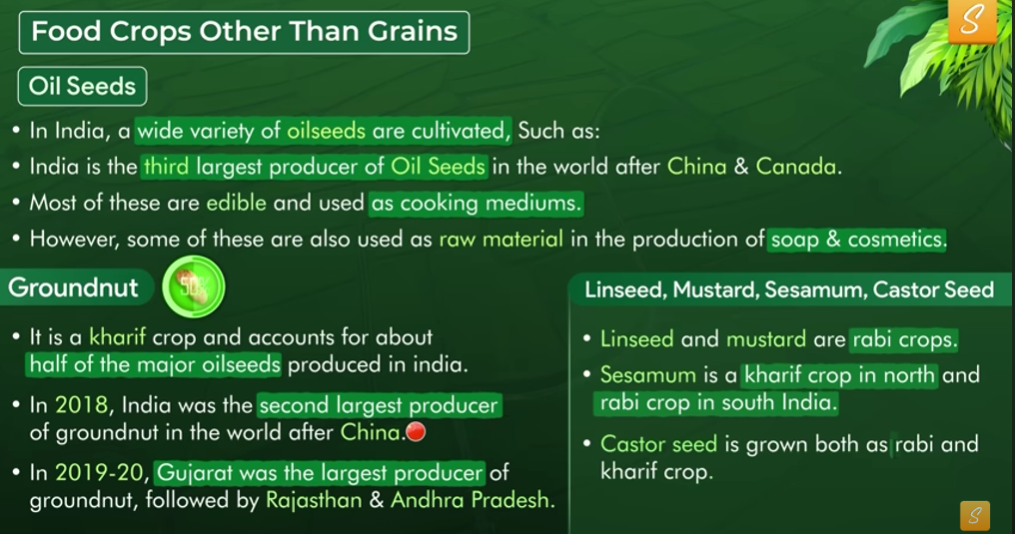 S
Food Crops Other Than Grains
Oil Seeds
• In India, a wide variety of oilseeds are cultivated, Such as:
• India is the third largest producer of Oil Seeds in the world after China & Canada.
• Most of these are edible and used as cooking mediums.
• However, some of these are also used as raw material in the production of soap & cosmetics.
Groundnut
• It is a kharif crop and accounts for about
half of the major oilseeds produced in india.
• In 2018, India was the second largest producer
of groundnut in the world after China.
• In 2019-20, Gujarat was the largest producer of
groundnut, followed by Rajasthan & Andhra Pradesh.
Linseed, Mustard, Sesamum, Castor Seed
• Linseed and mustard are rabi crops.
• Sesamum is a kharif crop in north and
rabi crop in south India.
• Castor seed is grown both as rabi and
kharif crop.
S